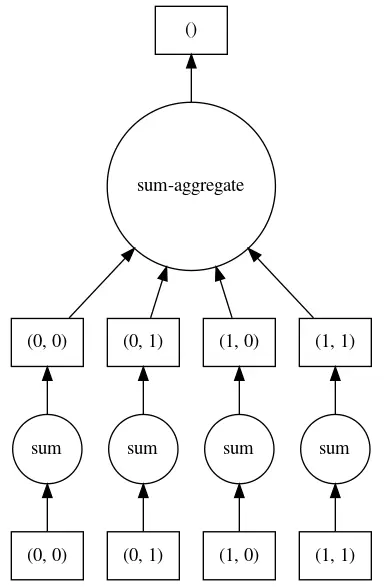 ()
sum-aggregate
(0, 0) (0, 1) (1, 0) (1, 1)
sum sum sum sum
(0, 0) (0, 1) (1, 0) (1, 1)